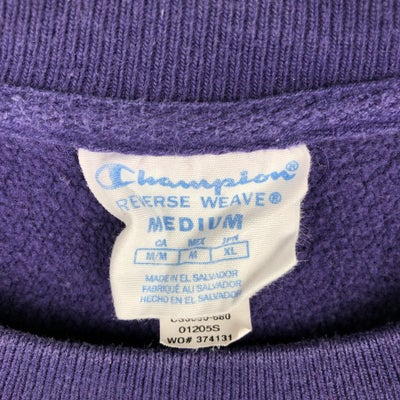 Champion®
REVERSE WEAVE®
MEDIUM
CA MEX JPN
M/M M XL
MADE IN EL SALVADOR
FABRIQUÉ AU SALVADOR
HECHO EN EL SALVADOR
01205S
WO# 374131